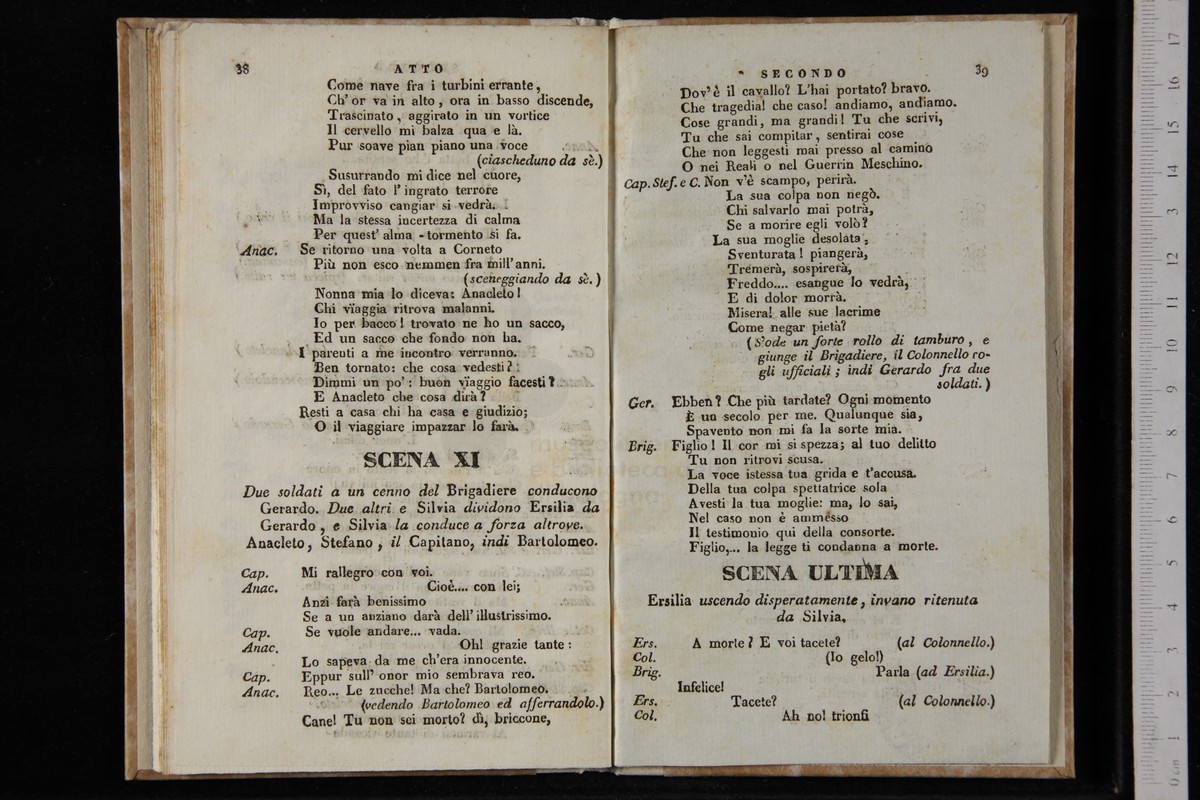 38
ATTO
Come nave fra i turbini errante,
Ch' or va in alto, ora in basso discende,
Trascinato, aggirato in un vortice
Il cervello mi balza qua e là.
Pur soave pian piano una voce
(ciascheduno da sè.)
Susurrando mi dice nel cuore,
Sì, del fato l' ingrato terrore
Improvviso cangiar si vedrà.
Ma la stessa incertezza di calma
Per quest' alma - tormento si fa.
Anac. Se ritorno una volta a Corneto
Più non esco nemmen fra mill' anni.
(sceneggiando da sè.)
Nonna mia lo diceva: Anacleto!
Chi vïaggia ritrova malanni.
Io per bacco! trovato ne ho un sacco,
Ed un sacco che fondo non ha.
I parenti a me incontro verranno.
Ben tornato: che cosa vedesti?
Dimmi un po': buon vïaggio facesti?
E Anacleto che cosa dirà?
Resti a casa chi ha casa e giudizio;
O il viaggiare impazzar lo farà.
SCENA XI
Due soldati a un cenno del Brigadiere conducono
Gerardo. Due altri e Silvia dividono Ersilia da
Gerardo, e Silvia la conduce a forza altrove.
Anacleto, Stefano, il Capitano, indi Bartolomeo.
Cap. Mi rallegro con voi.
Anac. Cioè.... con lei;
Anzi farà benissimo
Se a un anziano darà dell' illustrissimo.
Cap. Se vuole andare... vada.
Anac. Oh! grazie tante:
Lo sapeva da me ch'era innocente.
Cap. Eppur sull' onor mio sembrava reo.
Anac. Reo... Le zucche! Ma che? Bartolomeo.
(vedendo Bartolomeo ed afferrandolo.)
Cane! Tu non sei morto? dì, briccone,
SECONDO
39
Dov' è il cavallo? L'hai portato? bravo.
Che tragedia! che caso! andiamo, andiamo.
Cose grandi, ma grandi! Tu che scrivi,
Tu che sai compitar, sentirai cose
Che non leggesti mai presso al camino
O nei Reali o nel Guerrin Meschino.
Cap. Stef. e C. Non v'è scampo, perirà.
La sua colpa non negò.
Chi salvarlo mai potrà,
Se a morire egli volò?
La sua moglie desolata,
Sventurata! piangerà,
Tremerà, sospirerà,
Freddo.... esangue lo vedrà,
E di dolor morrà.
Misera! alle sue lacrime
Come negar pietà?
(S'ode un forte rollo di tamburo, e
giunge il Brigadiere, il Colonnello co-
gli ufficiali; indi Gerardo fra due
soldati.)
Ger. Ebben? Che più tardate? Ogni momento
È un secolo per me. Qualunque sia,
Spavento non mi fa la sorte mia.
Brig. Figlio! Il cor mi si spezza; al tuo delitto
Tu non ritrovi scusa.
La voce istessa tua grida e t'accusa.
Della tua colpa spettatrice sola
Avesti la tua moglie: ma, lo sai,
Nel caso non è ammesso
Il testimonio qui della consorte.
Figlio,... la legge ti condanna a morte.
SCENA ULTIMA
Ersilia uscendo disperatamente, invano ritenuta
da Silvia.
Ers. A morte? E voi tacete? (al Colonnello.)
Col. (Io gelo!)
Brig. Parla (ad Ersilia.)
Infelice!
Ers. Tacete? (al Colonnello.)
Col. Ah no! trionfi